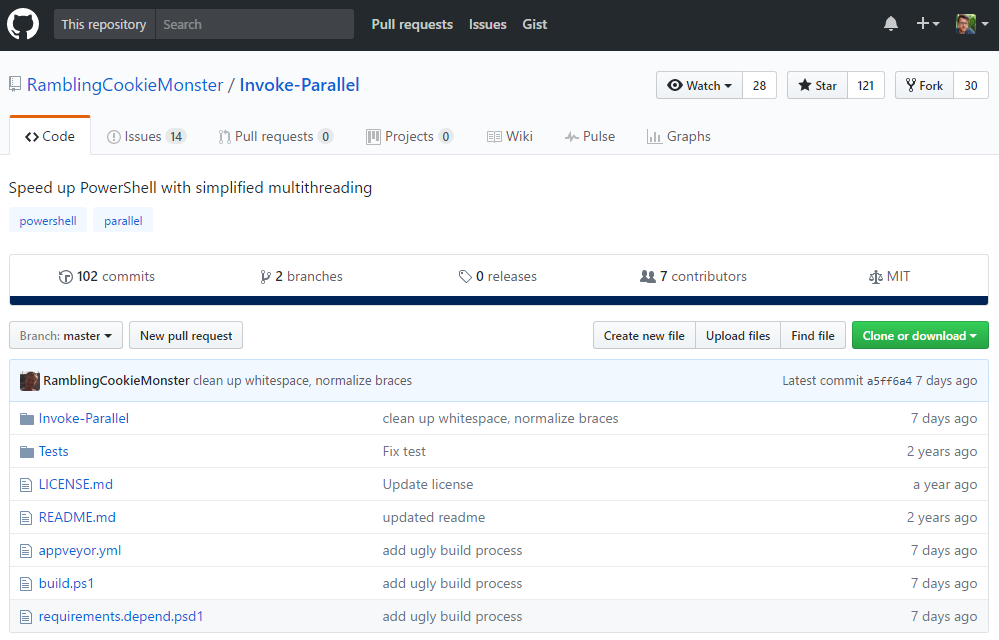 This repository Search Pull requests Issues Gist
RamblingCookieMonster / Invoke-Parallel Watch 28 Star 121 Fork 30
Code Issues 14 Pull requests 0 Projects 0 Wiki Pulse Graphs
Speed up PowerShell with simplified multithreading
powershell parallel
102 commits 2 branches 0 releases 7 contributors MIT
Branch: master New pull request Create new file Upload files Find file Clone or download
RamblingCookieMonster clean up whitespace, normalize braces Latest commit a5ff6a4 7 days ago
Invoke-Parallel clean up whitespace, normalize braces 7 days ago
Tests Fix test 2 years ago
LICENSE.md Update license a year ago
README.md updated readme 2 years ago
appveyor.yml add ugly build process 7 days ago
build.ps1 add ugly build process 7 days ago
requirements.depend.psd1 add ugly build process 7 days ago